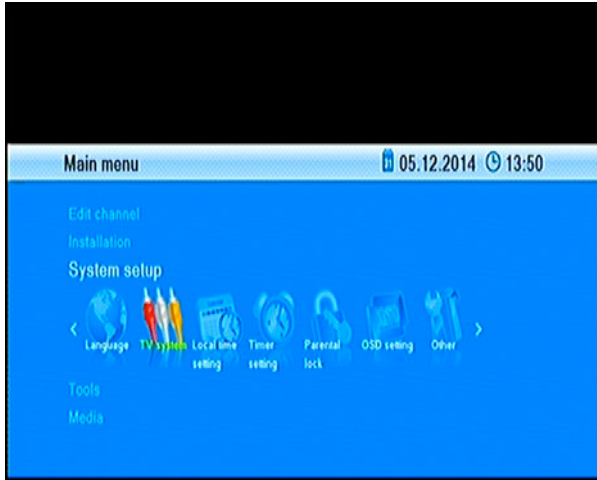 Main menu 31 05.12.2014 13:50
Edit channel
Installation
System setup
Language TV system Local time setting Timer setting Parental lock OSD setting Other
Tools
Media